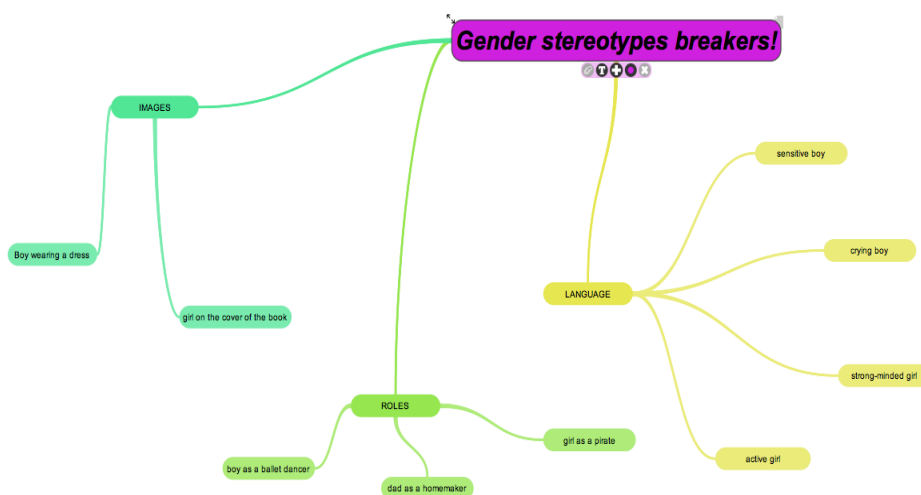 Gender stereotypes breakers!
T
IMAGES
Boy wearing a dress
girl on the cover of the book
ROLES
boy as a ballet dancer
dad as a homemaker
girl as a pirate
LANGUAGE
sensitive boy
crying boy
strong-minded girl
active girl